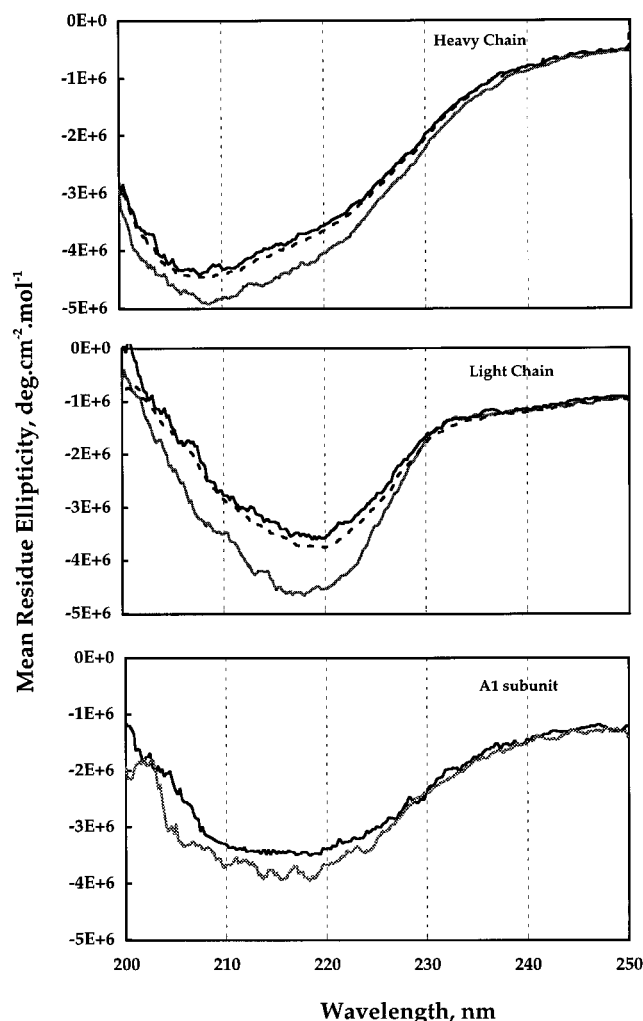 Mean Residue Ellipticity, deg.cm-2.mol-1
0E+0
Heavy Chain
-1E+6
-2E+6
-3E+6
-4E+6
-5E+6
0E+0
Light Chain
-1E+6
-2E+6
-3E+6
-4E+6
-5E+6
0E+0
A1 subunit
-1E+6
-2E+6
-3E+6
-4E+6
-5E+6
200 210 220 230 240 250
Wavelength, nm